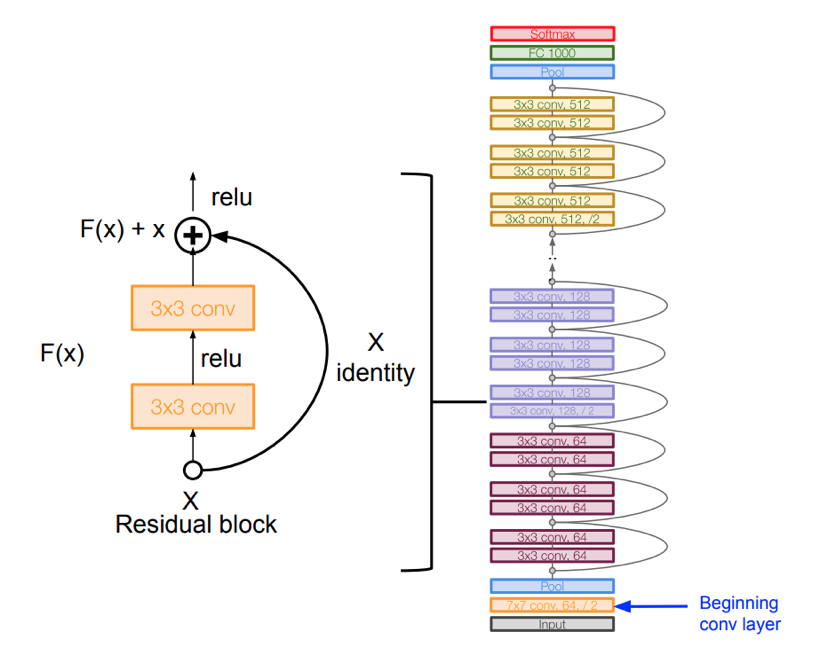 relu
F(x) + x
3x3 conv
F(x)
relu
X
identity
3x3 conv
X
Residual block
Softmax
FC 1000
Pool
3x3 conv, 512
3x3 conv, 512
3x3 conv, 512
3x3 conv, 512
3x3 conv, 512
3x3 conv, 512, /2
..
3x3 conv, 128
3x3 conv, 128
3x3 conv, 128
3x3 conv, 128
3x3 conv, 128
3x3 conv, 128, / 2
3x3 conv, 64
3x3 conv, 64
3x3 conv, 64
3x3 conv, 64
3x3 conv, 64
3x3 conv, 64
Pool
7x7 conv, 64, / 2
Input
Beginning
conv layer